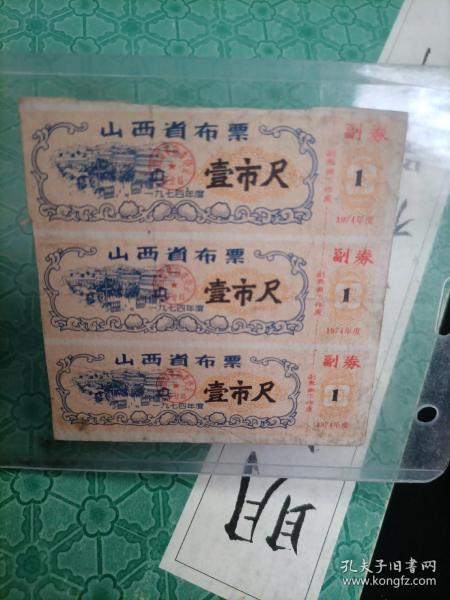 山西省布票
壹市尺
一九七四年度
副券
1
1974年度
山西省布票
壹市尺
一九七四年度
副券
1
1974年度
山西省布票
壹市尺
一九七四年度
副券
1
1974年度
期
孔夫子旧书网
www.kongfz.com